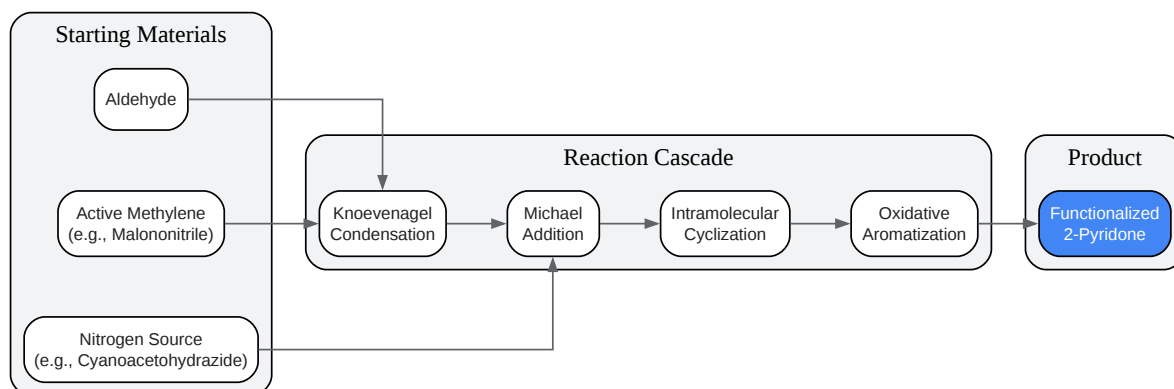 Starting Materials
Aldehyde
Active Methylene
(e.g., Malononitrile)
Nitrogen Source
(e.g., Cyanoacetohydrazide)
Reaction Cascade
Knoevenagel
Condensation
Michael
Addition
Intramolecular
Cyclization
Oxidative
Aromatization
Product
Functionalized
2-Pyridone